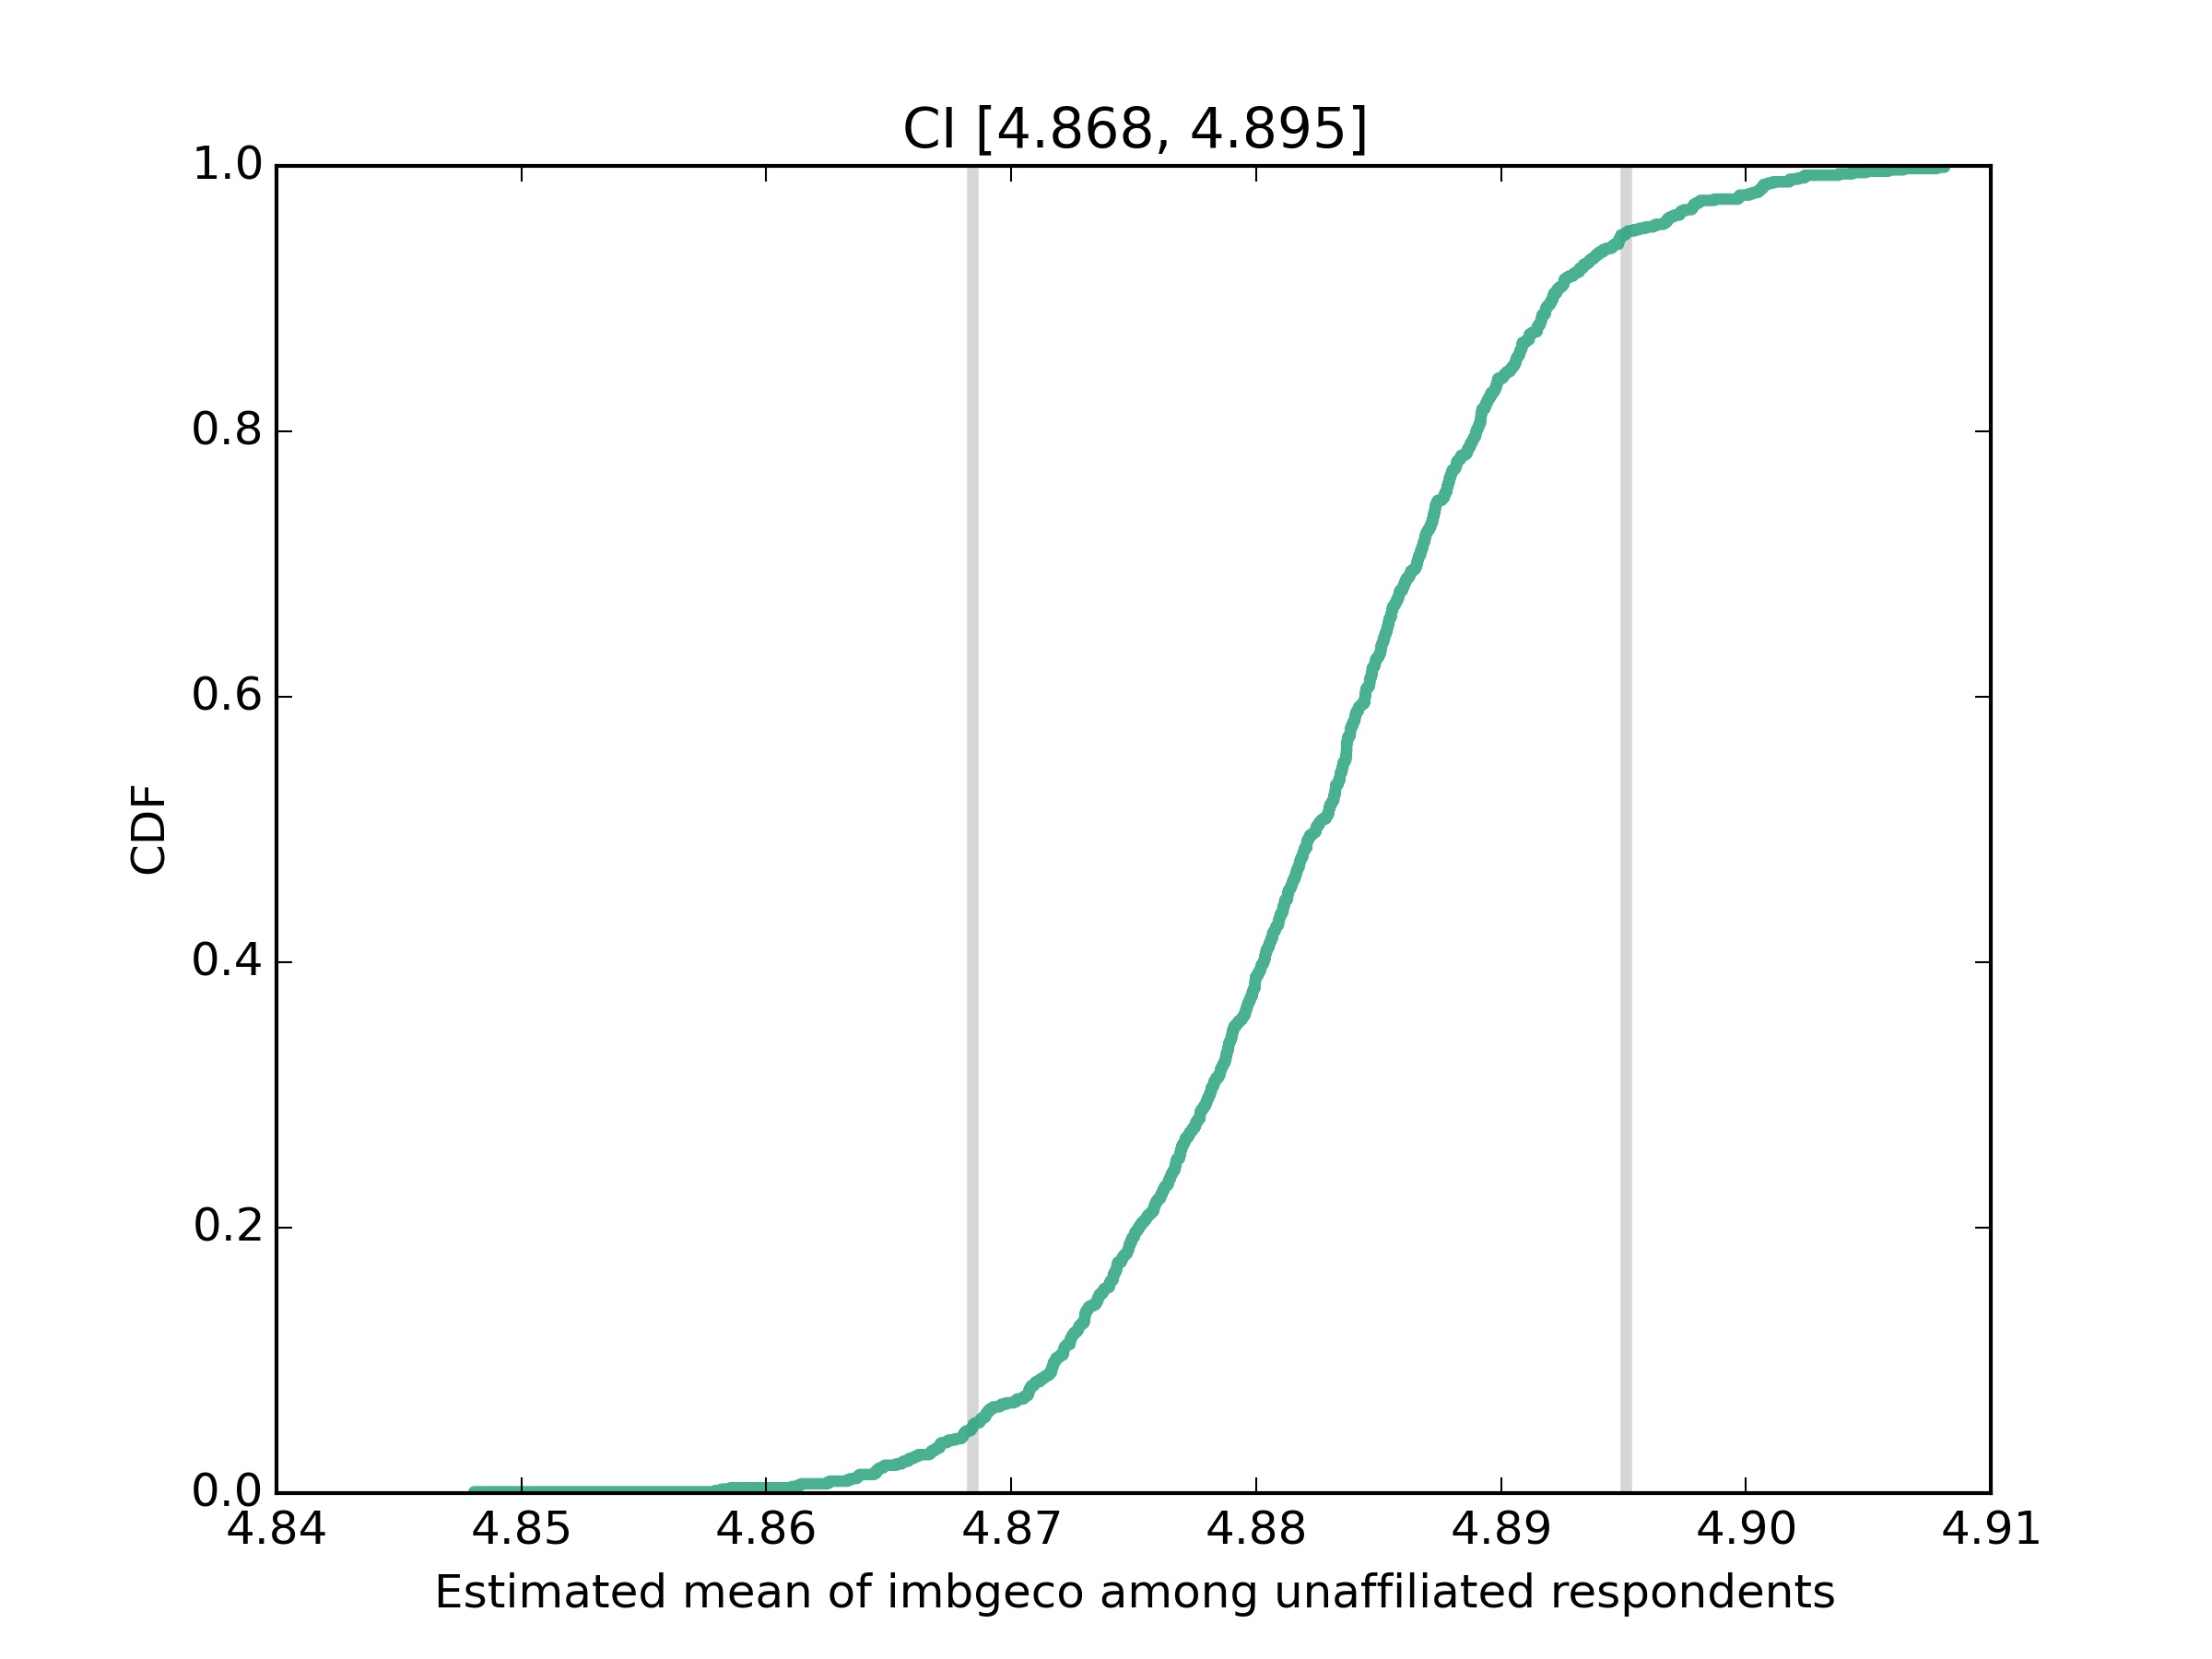 CI [4.868, 4.895]
1.0
0.8
0.6
0.4
0.2
0.0
CDF
4.84 4.85 4.86 4.87 4.88 4.89 4.90 4.91
Estimated mean of imbgeco among unaffiliated respondents